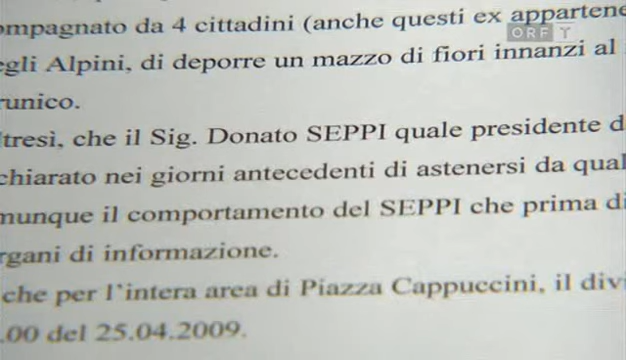 ompagnato da 4 cittadini (anche questi ex appartene
egli Alpini, di deporre un mazzo di fiori innanzi al
runico.
tresì, che il Sig. Donato SEPPI quale presidente d
chiarato nei giorni antecedenti di astenersi da qual
munque il comportamento del SEPPI che prima di
rgani di informazione.
che per l'intera area di Piazza Cappuccini, il divi
.00 del 25.04.2009.
ORF T